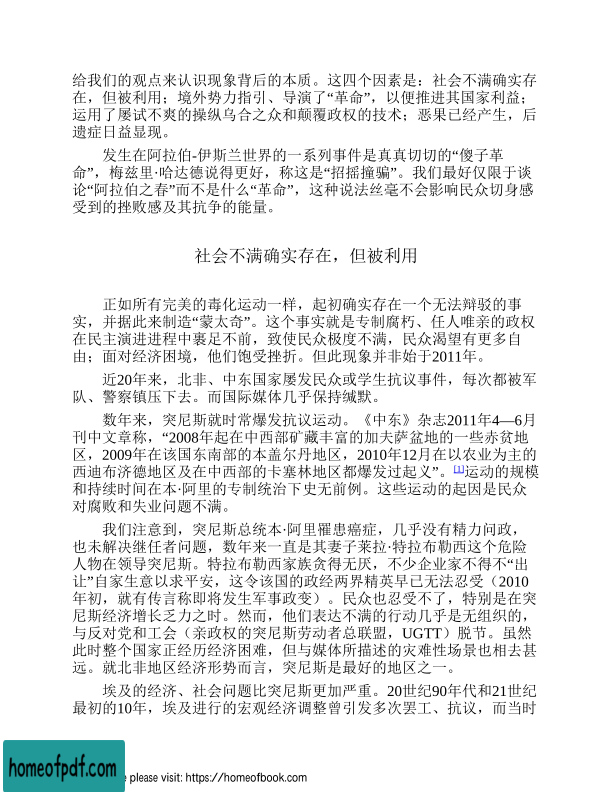 给我们的观点来认识现象背后的本质。这四个因素是：社会不满确实存
在，但被利用；境外势力指引、导演了“革命”，以便推进其国家利益；
运用了屡试不爽的操纵乌合之众和颠覆政权的技术；恶果已经产生，后
遗症日益显现。
发生在阿拉伯-伊斯兰世界的一系列事件是真真切切的“傻子革
命”，梅兹里·哈达德说得更好，称这是“招摇撞骗”。我们最好仅限于谈
论“阿拉伯之春”而不是什么“革命”，这种说法丝毫不会影响民众切身感
受到的挫败感及其抗争的能量。
社会不满确实存在，但被利用
正如所有完美的毒化运动一样，起初确实存在一个无法辩驳的事
实，并据此来制造“蒙太奇”。这个事实就是专制腐朽、任人唯亲的政权
在民主演进进程中裹足不前，致使民众极度不满，民众渴望有更多自
由；面对经济困境，他们饱受挫折。但此现象并非始于2011年。
近20年来，北非、中东国家屡发民众或学生抗议事件，每次都被军
队、警察镇压下去。而国际媒体几乎保持缄默。
数年来，突尼斯就时常爆发抗议运动。《中东》杂志2011年4—6月
刊中文章称，“2008年起在中西部矿藏丰富的加夫萨盆地的一些赤贫地
区，2009年在该国东南部的本盖尔丹地区，2010年12月在以农业为主的
西迪布济德地区及在中西部的卡塞林地区都爆发过起义”。[1]运动的规模
和持续时间在本·阿里的专制统治下史无前例。这些运动的起因是民众
对腐败和失业问题不满。
我们注意到，突尼斯总统本·阿里罹患癌症，几乎没有精力问政，
也未解决继任者问题，数年来一直是其妻子莱拉·特拉布勒西这个危险
人物在领导突尼斯。特拉布勒西家族贪得无厌，不少企业家不得不“出
让”自家生意以求平安，这令该国的政经两界精英早已无法忍受（2010
年初，就有传言称即将发生军事政变）。民众也忍受不了，特别是在突
尼斯经济增长乏力之时。然而，他们表达不满的行动几乎是无组织的，
与反对党和工会（亲政权的突尼斯劳动者总联盟，UGTT）脱节。虽然
此时整个国家正经历经济困难，但与媒体所描述的灾难性场景也相去甚
远。就北非地区经济形势而言，突尼斯是最好的地区之一。
埃及的经济、社会问题比突尼斯更加严重。20世纪90年代和21世纪
最初的10年，埃及进行的宏观经济调整曾引发多次罢工、抗议，而当时
homeofpdf.com
e please visit: https://homeofbook.com